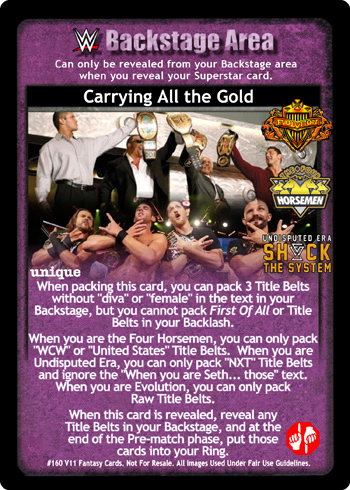 W Backstage Area
Can only be revealed from your Backstage area
when you reveal your Superstar card.
Carrying All the Gold
HORSEMEN
UNDISPUTED ERA
SHOCK
THE SYSTEM
unique
When packing this card, you can pack 3 Title Belts
without "diva" or "female" in the text in your
Backstage, but you cannot pack First Of All or Title
Belts in your Backlash.
When you are the Four Horsemen, you can only pack
"WCW" or "United States" Title Belts. When you are
Undisputed Era, you can only pack "NXT" Title Belts
and ignore the "When you are Seth... those" text.
When you are Evolution, you can only pack
Raw Title Belts.
When this card is revealed, reveal any
Title Belts in your Backstage, and at the
end of the Pre-match phase, put those
cards into your Ring.
#160 V11 Fantasy Cards. Not For Resale. All Images Used Under Fair Use Guidelines.